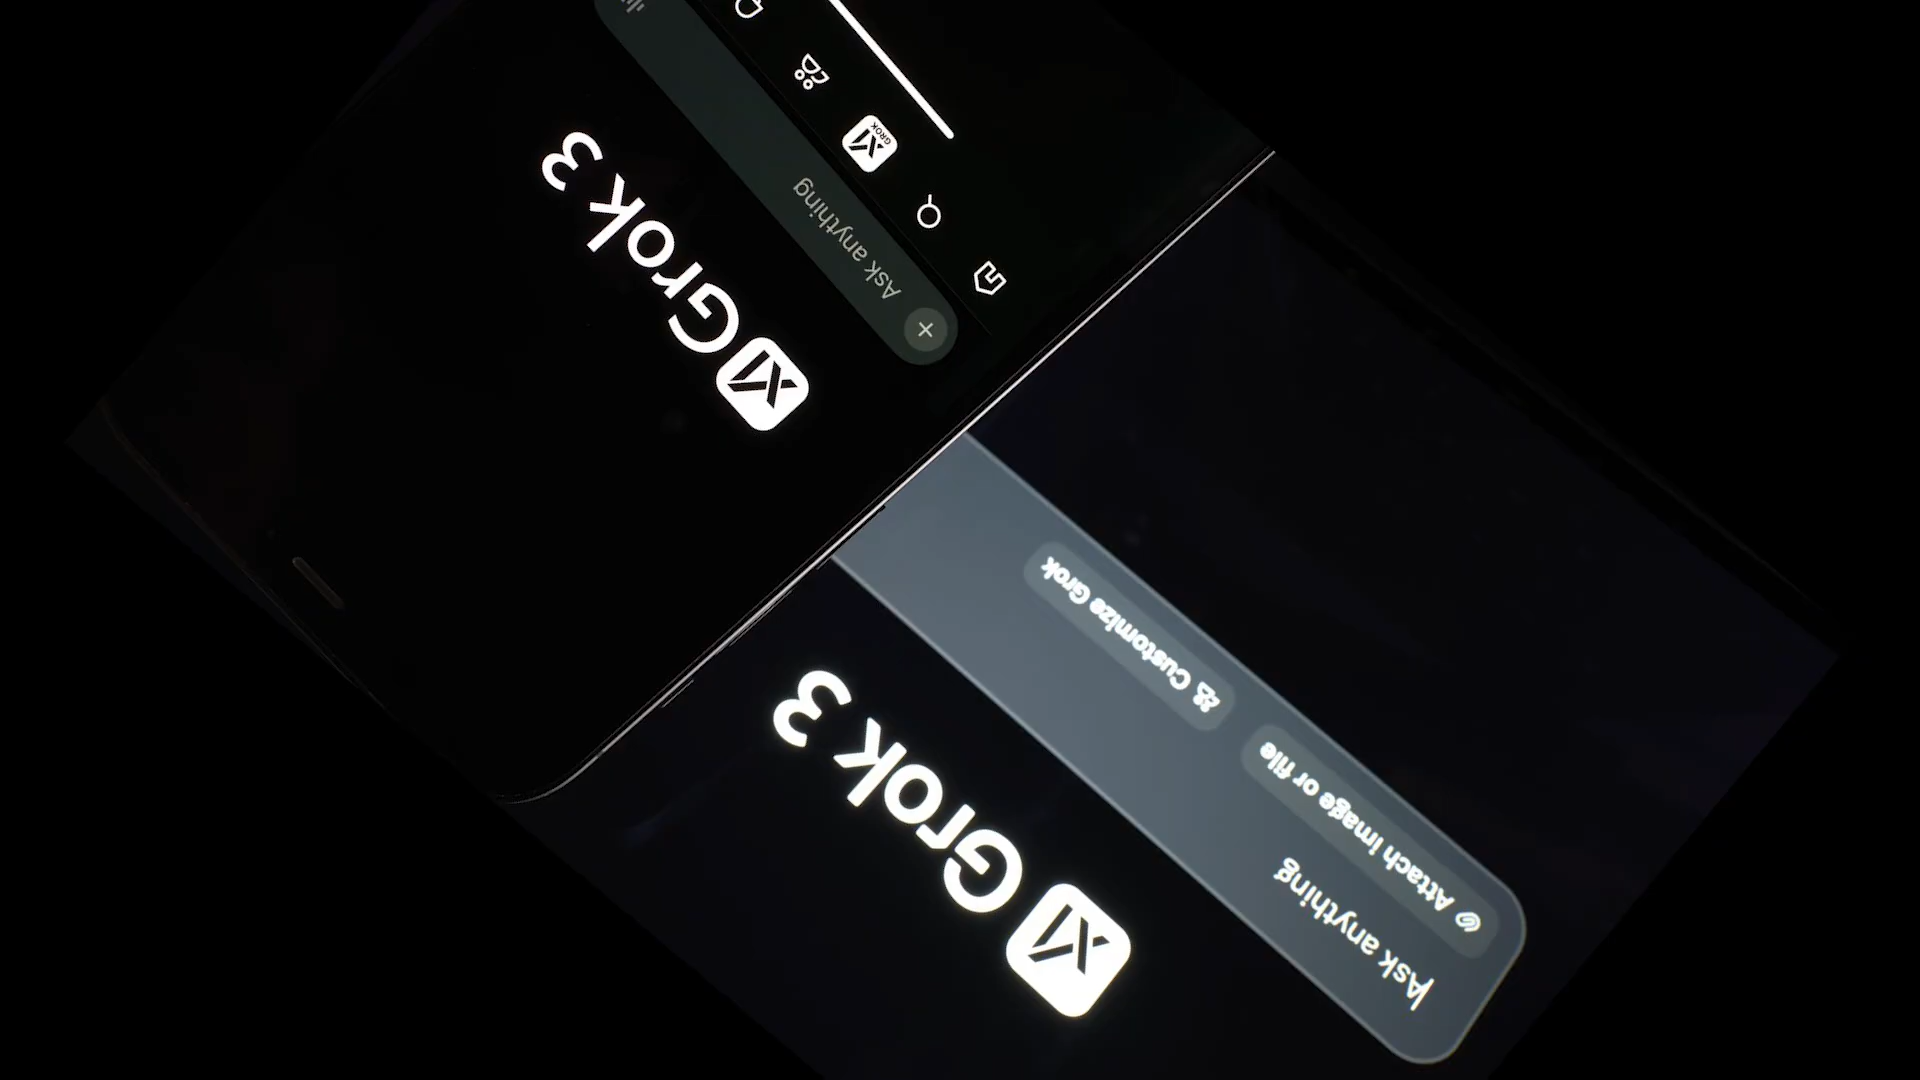 Grok 3
Ask anything
GROK
Grok 3
Ask anything
Attach image or file
Customize Grok